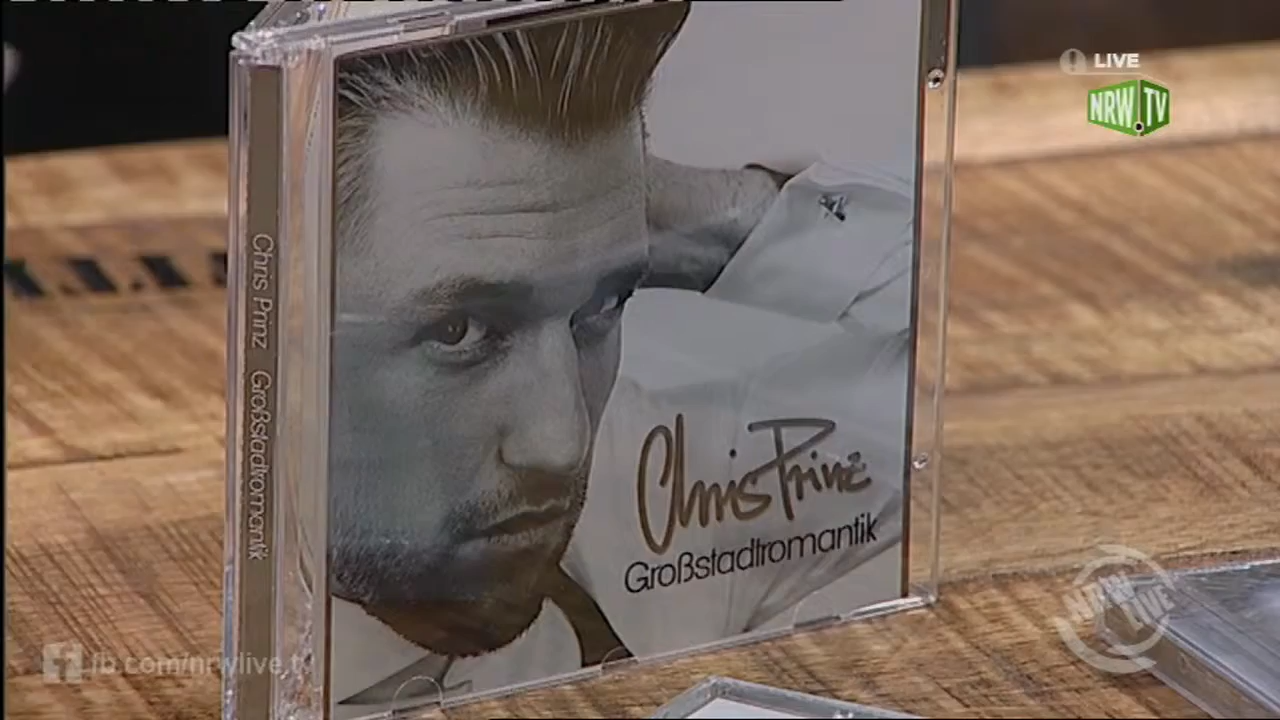 LIVE
NRW.TV
Chris Prinz Großstadtromantik
Chris Prinz
Großstadtromantik
NRW
LIVE
/fb.com/nrwlive.tv